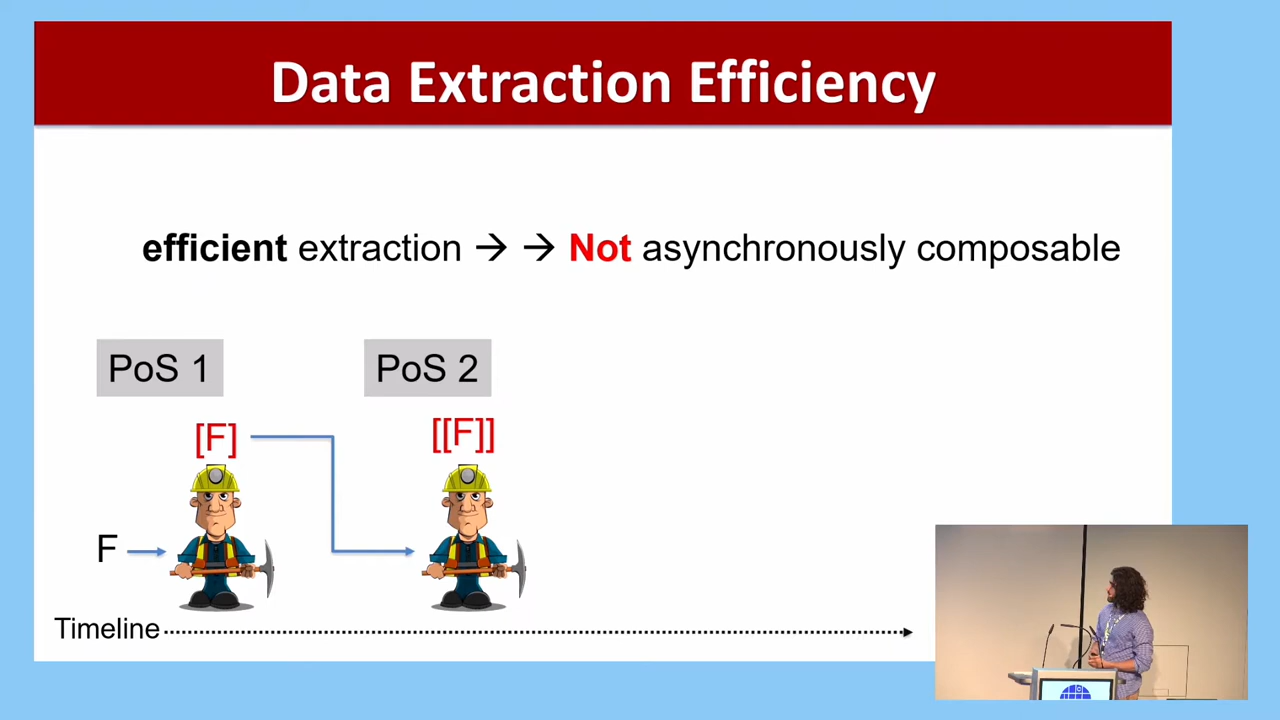 Data Extraction Efficiency
efficient extraction → → Not asynchronously composable
PoS 1
PoS 2
[F]
[[F]]
F
Timeline